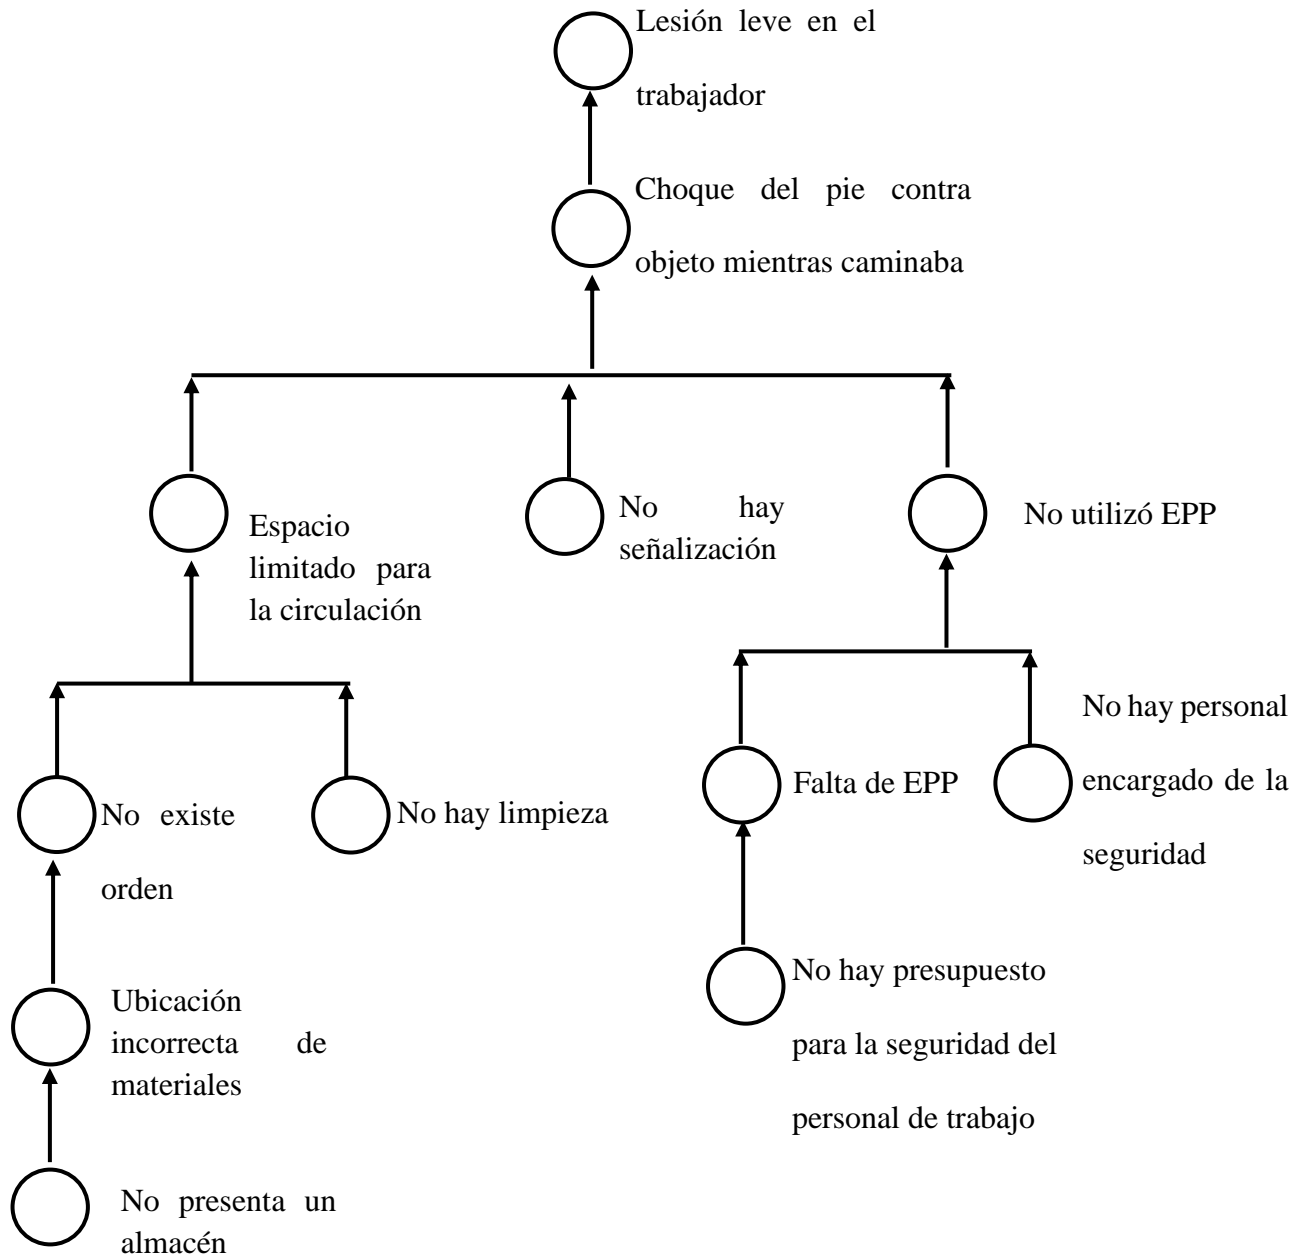 Lesión leve en el
trabajador
Choque del pie contra
objeto mientras caminaba
Espacio
limitado para
la circulación
No hay
señalización
No utilizó EPP
No existe
orden
No hay limpieza
Falta de EPP
No hay personal
encargado de la
seguridad
Ubicación
incorrecta de
materiales
No hay presupuesto
para la seguridad del
personal de trabajo
No presenta un
almacén